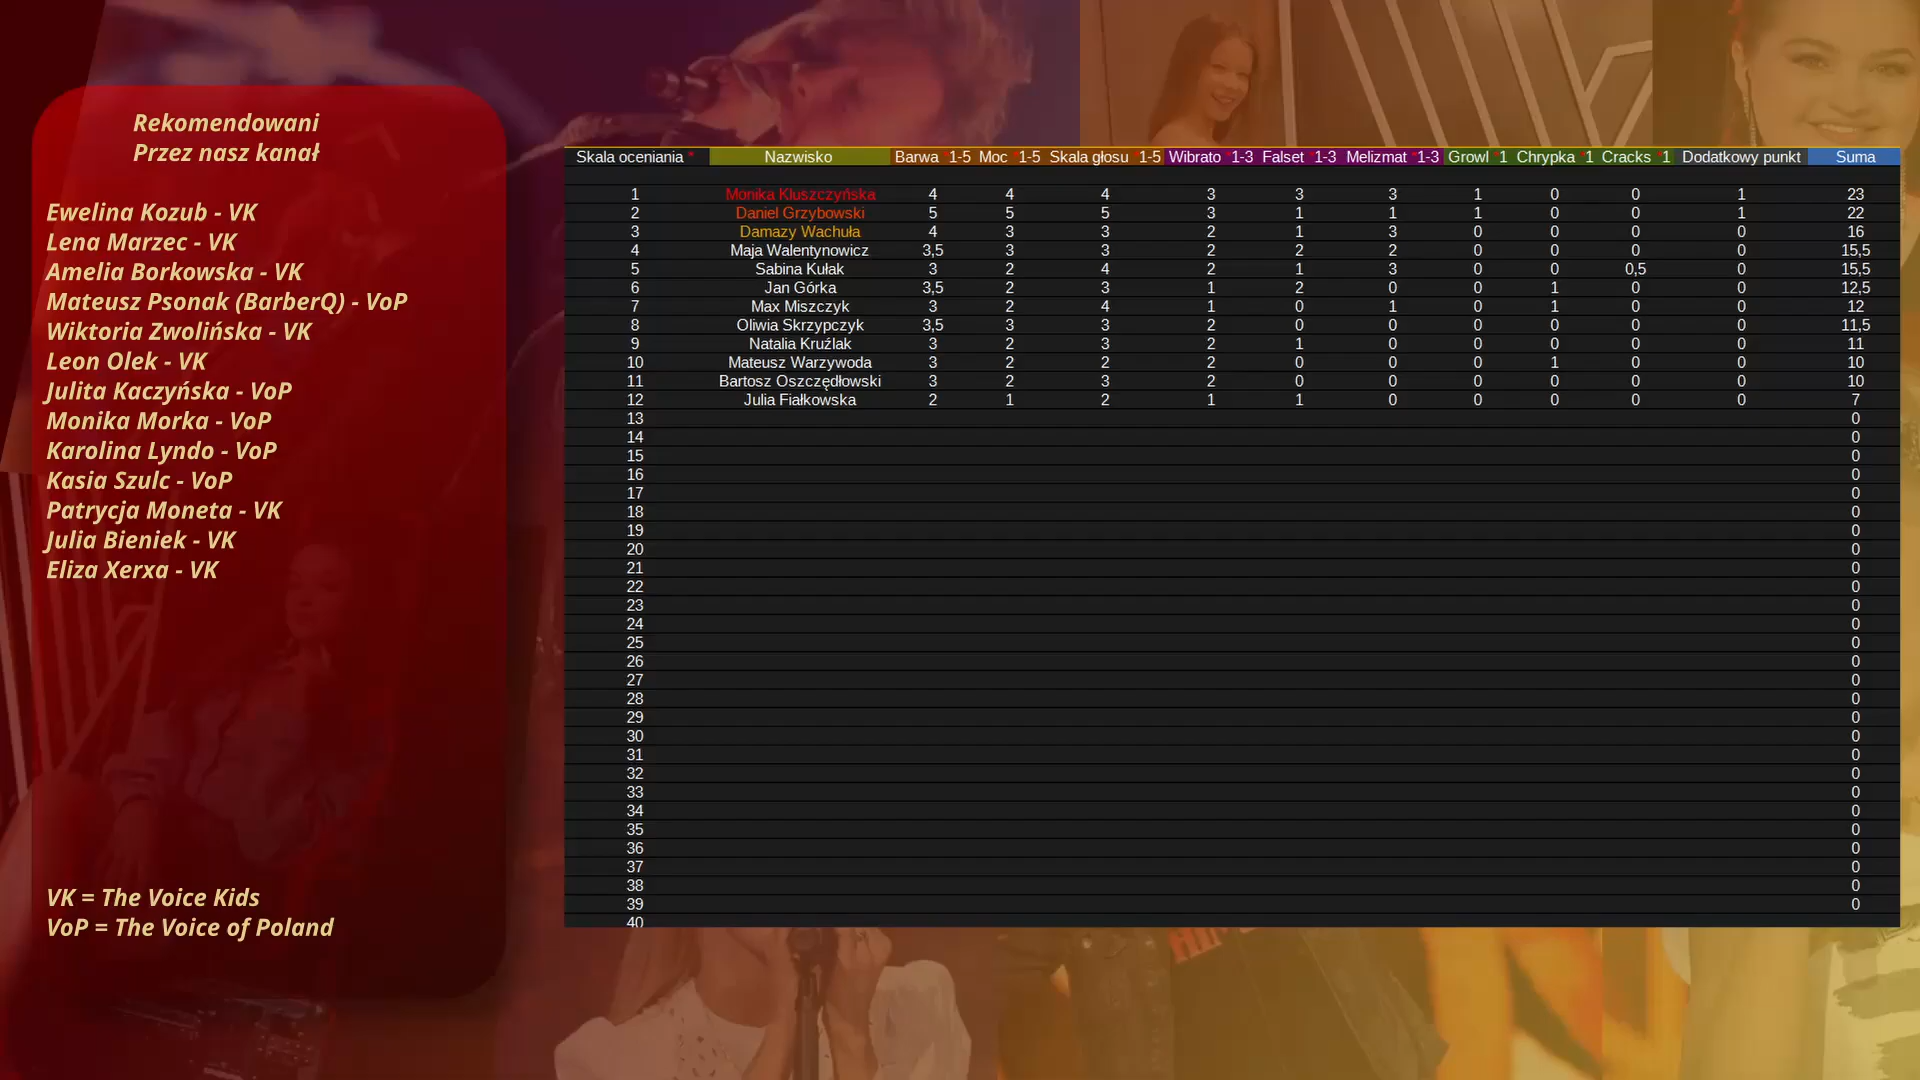 Rekomendowani
Przez nasz kanał
Ewelina Kozub - VK
Lena Marzec - VK
Amelia Borkowska - VK
Mateusz Psonak (BarberQ) - VoP
Wiktoria Zwolińska - VK
Leon Olek - VK
Julita Kaczyńska - VoP
Monika Morka - VoP
Karolina Lyndo - VoP
Kasia Szulc - VoP
Patrycja Moneta - VK
Julia Bieniek - VK
Eliza Xerxa - VK
VK = The Voice Kids
VoP = The Voice of Poland
Skala oceniania * Nazwisko Barwa *1-5 Moc *1-5 Skala głosu *1-5 Wibrato *1-3 Falset *1-3 Melizmat *1-3 Growl *1 Chrypka *1 Cracks *1 Dodatkowy punkt Suma
1 Monika Kluszczyńska 4 4 4 3 3 3 1 0 0 1 23
2 Daniel Grzybowski 5 5 5 3 1 1 1 0 0 1 22
3 Damazy Wachuła 4 3 3 2 1 3 0 0 0 0 16
4 Maja Walentynowicz 3,5 3 3 2 2 2 0 0 0 0 15,5
5 Sabina Kułak 3 2 4 2 1 3 0 0 0,5 0 15,5
6 Jan Górka 3,5 2 3 1 2 0 0 1 0 0 12,5
7 Max Miszczyk 3 2 4 1 0 1 0 1 0 0 12
8 Oliwia Skrzypczyk 3,5 3 3 2 0 0 0 0 0 0 11,5
9 Natalia Kruźlak 3 2 3 2 1 0 0 0 0 0 11
10 Mateusz Warzywoda 3 2 2 2 0 0 0 1 0 0 10
11 Bartosz Oszczędłowski 3 2 3 2 0 0 0 0 0 0 10
12 Julia Fiałkowska 2 1 2 1 1 0 0 0 0 0 7
13 0
14 0
15 0
16 0
17 0
18 0
19 0
20 0
21 0
22 0
23 0
24 0
25 0
26 0
27 0
28 0
29 0
30 0
31 0
32 0
33 0
34 0
35 0
36 0
37 0
38 0
39 0
40